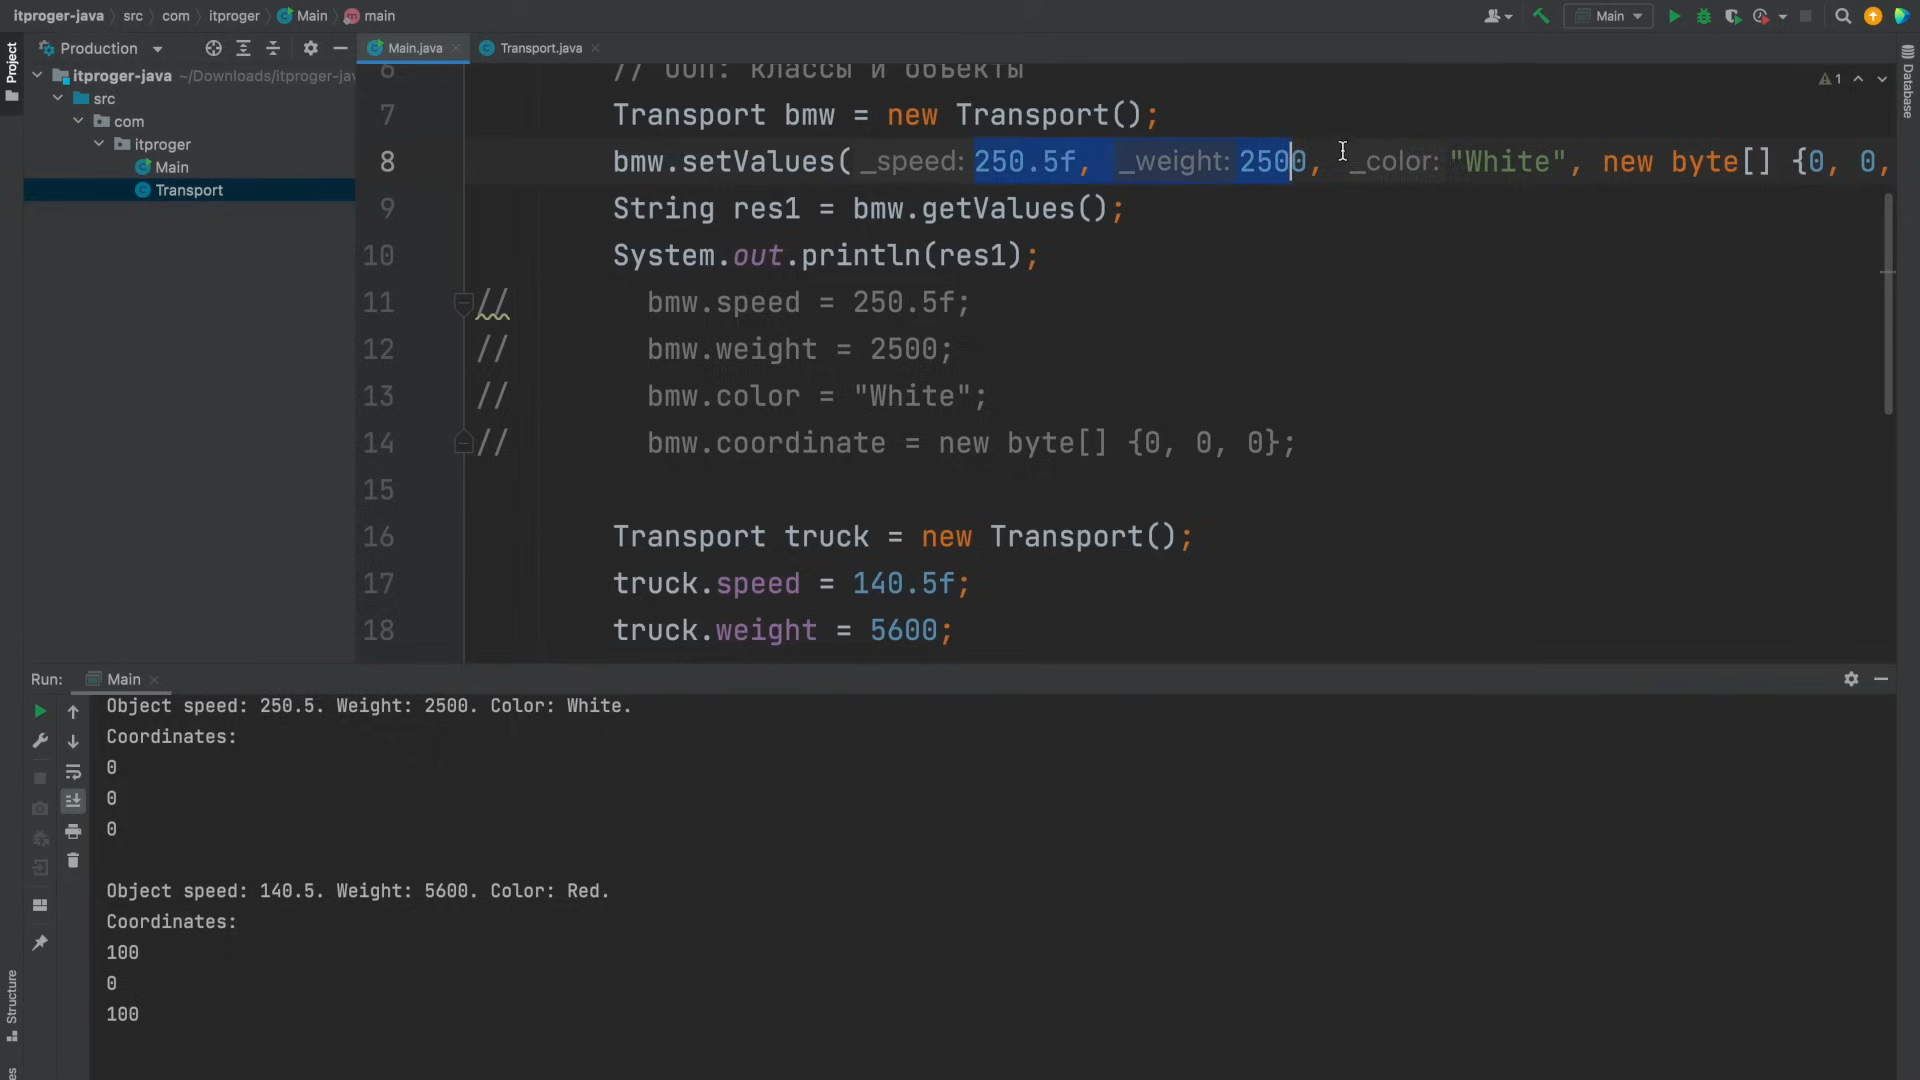 itproger-java src com itproger Main main
Main
Project
Production
Main.java
Transport.java
Database
itproger-java ~/Downloads/itproger-jav
src
com
itproger
Main
Transport
1
6 // ООП: классы и объекты
7 Transport bmw = new Transport();
8 bmw.setValues( _speed: 250.5f, _weight: 2500, _color: "White", new byte[] {0, 0,
9 String res1 = bmw.getValues();
10 System.out.println(res1);
11 // bmw.speed = 250.5f;
12 // bmw.weight = 2500;
13 // bmw.color = "White";
14 // bmw.coordinate = new byte[] {0, 0, 0};
15
16 Transport truck = new Transport();
17 truck.speed = 140.5f;
18 truck.weight = 5600;
Run: Main
Object speed: 250.5. Weight: 2500. Color: White.
Coordinates:
0
0
0
Object speed: 140.5. Weight: 5600. Color: Red.
Coordinates:
100
0
100
Structure